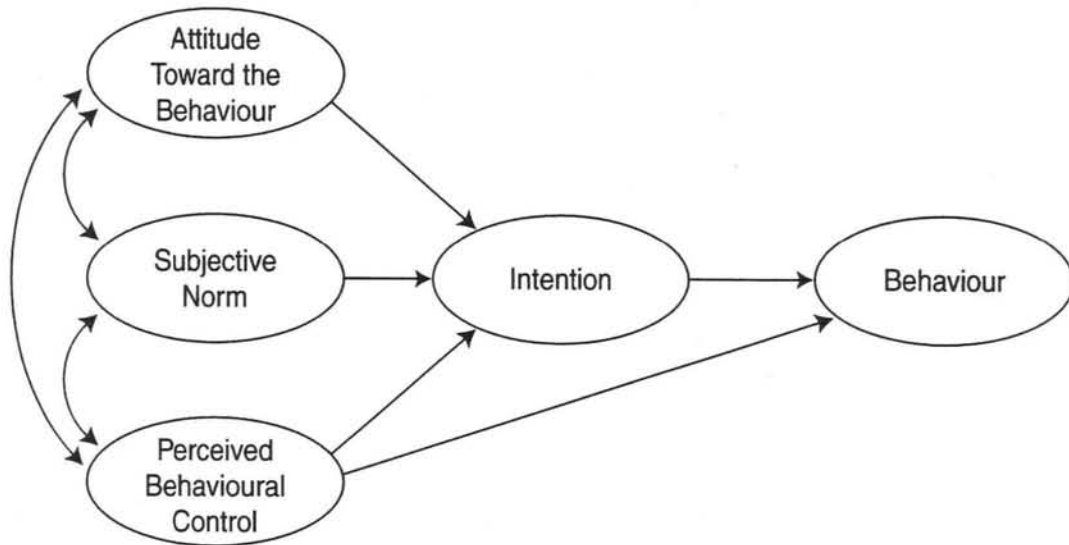 Attitude
Toward the
Behaviour
Subjective
Norm
Intention
Behaviour
Perceived
Behavioural
Control